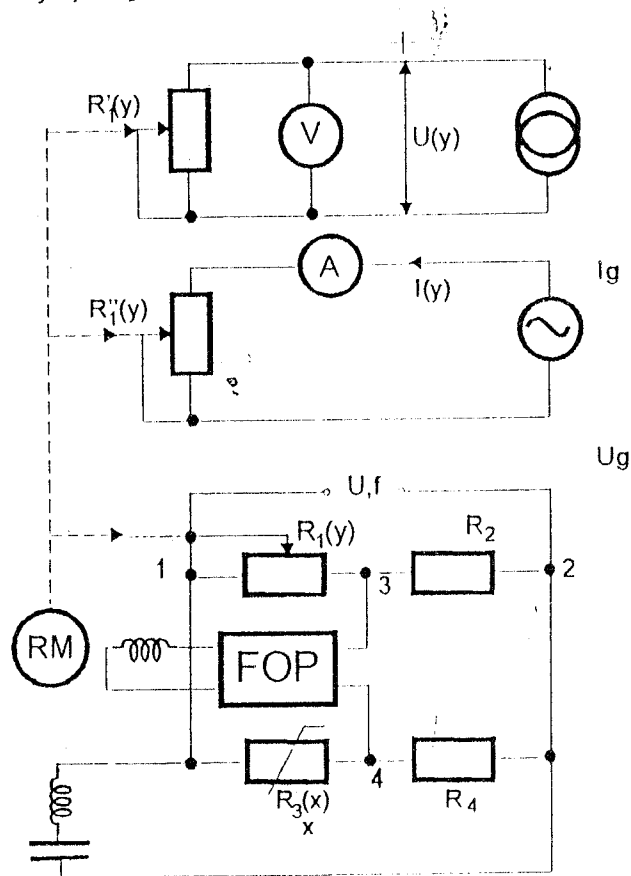 R'₁(y)
V
U(y)
A
I(y)
Ig
R"₁(y)
Ug
U,f
R₁(y)
R₂
1
3
2
RM
FOP
4
R₃(x)
R₄
x